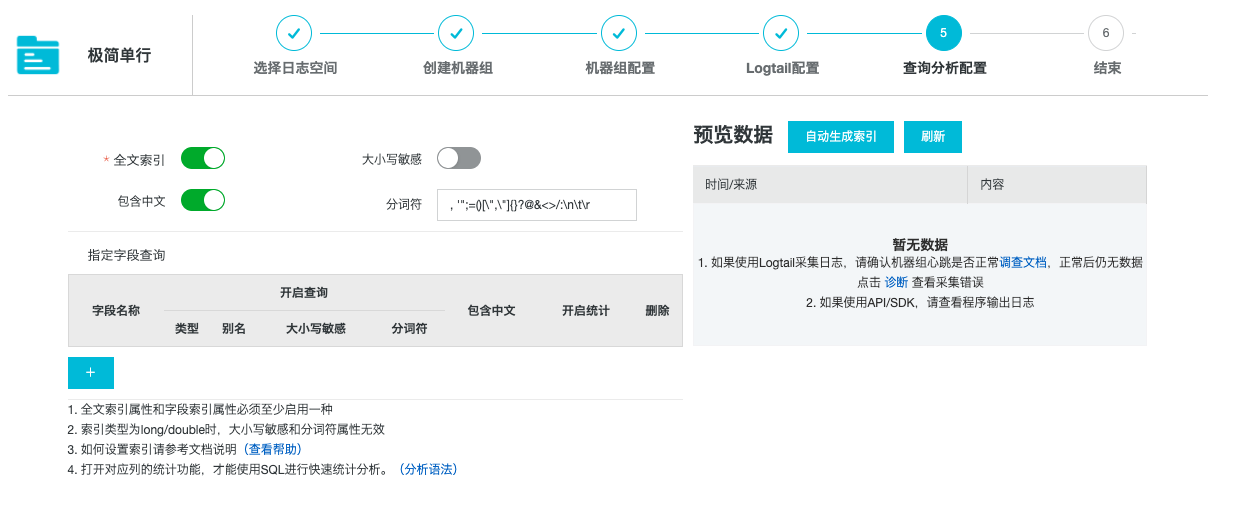 极简单行
5
6
选择日志空间
创建机器组
机器组配置
Logtail配置
查询分析配置
结束
* 全文索引
大小写敏感
包含中文
分词符
, '";=()[\",\"]{}?@&<>/:\n\t\r
指定字段查询
字段名称
开启查询
包含中文
开启统计
删除
类型
别名
大小写敏感
分词符
+
1. 全文索引属性和字段索引属性必须至少启用一种
2. 索引类型为long/double时，大小写敏感和分词符属性无效
3. 如何设置索引请参考文档说明（查看帮助）
4. 打开对应列的统计功能，才能使用SQL进行快速统计分析。（分析语法）
预览数据
自动生成索引
刷新
时间/来源
内容
暂无数据
1. 如果使用Logtail采集日志，请确认机器组心跳是否正常调查文档，正常后仍无数据
点击 诊断 查看采集错误
2. 如果使用API/SDK，请查看程序输出日志